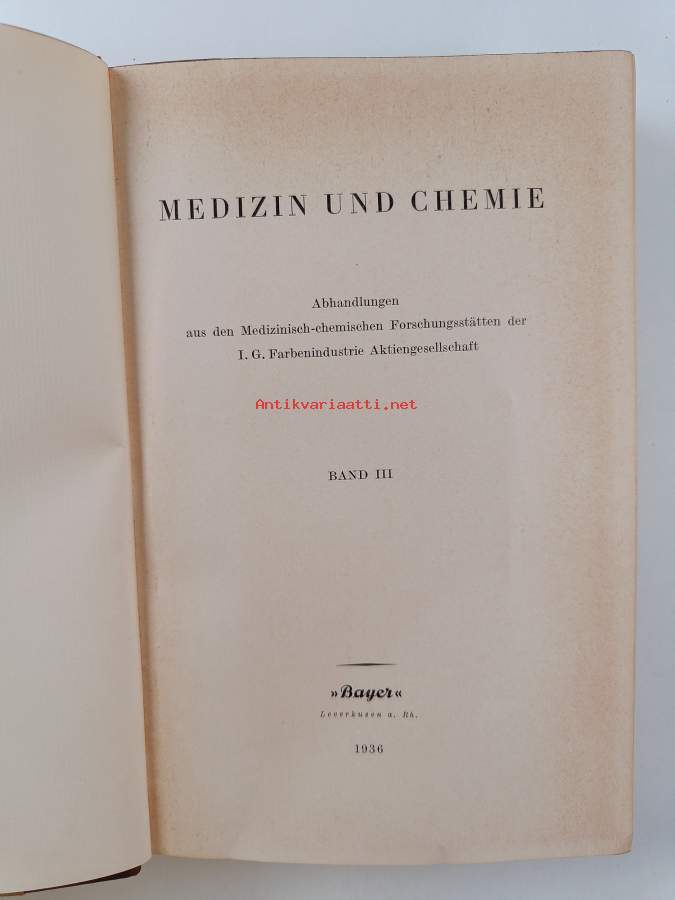 MEDIZIN UND CHEMIE
Abhandlungen
aus den Medizinisch-chemischen Forschungsstätten der
I. G. Farbenindustrie Aktiengesellschaft
Antikvariaatti.net
BAND III
»Bayer«
Leverkusen a. Rh.
1936